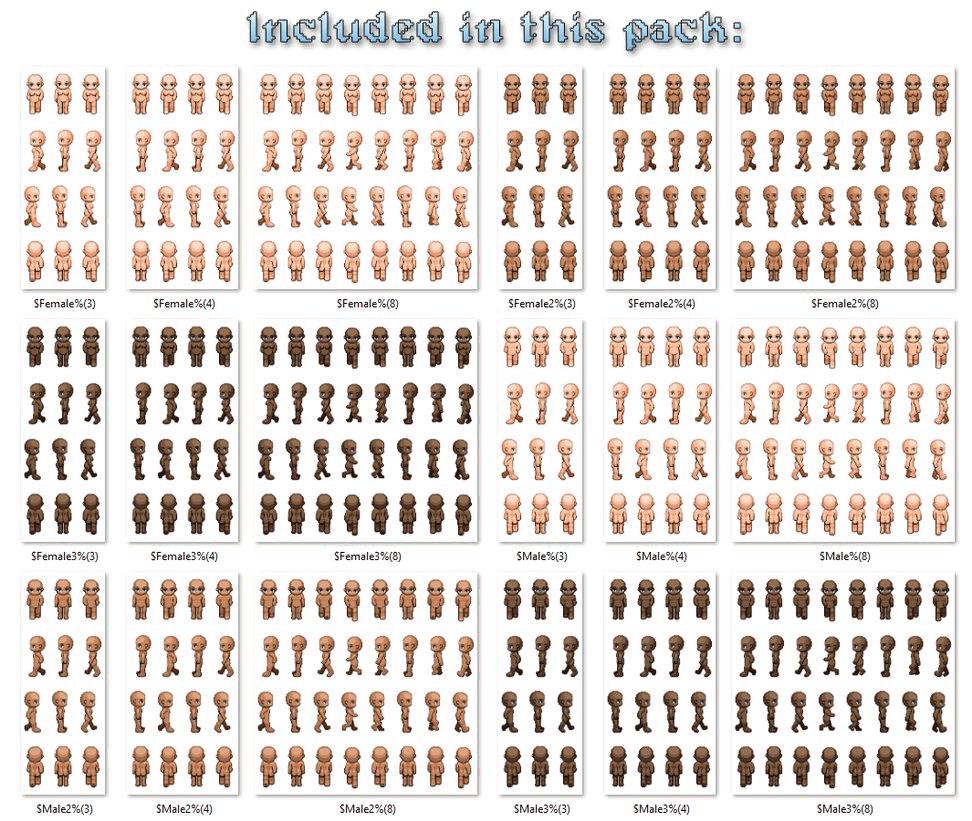 Included in this pack:
$Female%(3) $Female%(4) $Female%(8) $Female2%(3) $Female2%(4) $Female2%(8)
$Female3%(3) $Female3%(4) $Female3%(8) $Male%(3) $Male%(4) $Male%(8)
$Male2%(3) $Male2%(4) $Male2%(8) $Male3%(3) $Male3%(4) $Male3%(8)